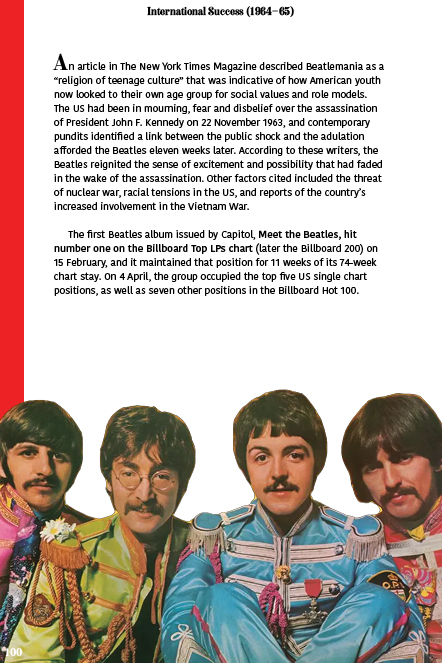 International Success (1964–65)
An article in The New York Times Magazine described Beatlemania as a
“religion of teenage culture” that was indicative of how American youth
now looked to their own age group for social values and role models.
The US had been in mourning, fear and disbelief over the assassination
of President John F. Kennedy on 22 November 1963, and contemporary
pundits identified a link between the public shock and the adulation
afforded the Beatles eleven weeks later. According to these writers, the
Beatles reignited the sense of excitement and possibility that had faded
in the wake of the assassination. Other factors cited included the threat
of nuclear war, racial tensions in the US, and reports of the country’s
increased involvement in the Vietnam War.
The first Beatles album issued by Capitol, Meet the Beatles, hit
number one on the Billboard Top LPs chart (later the Billboard 200) on
15 February, and it maintained that position for 11 weeks of its 74-week
chart stay. On 4 April, the group occupied the top five US single chart
positions, as well as seven other positions in the Billboard Hot 100.
100